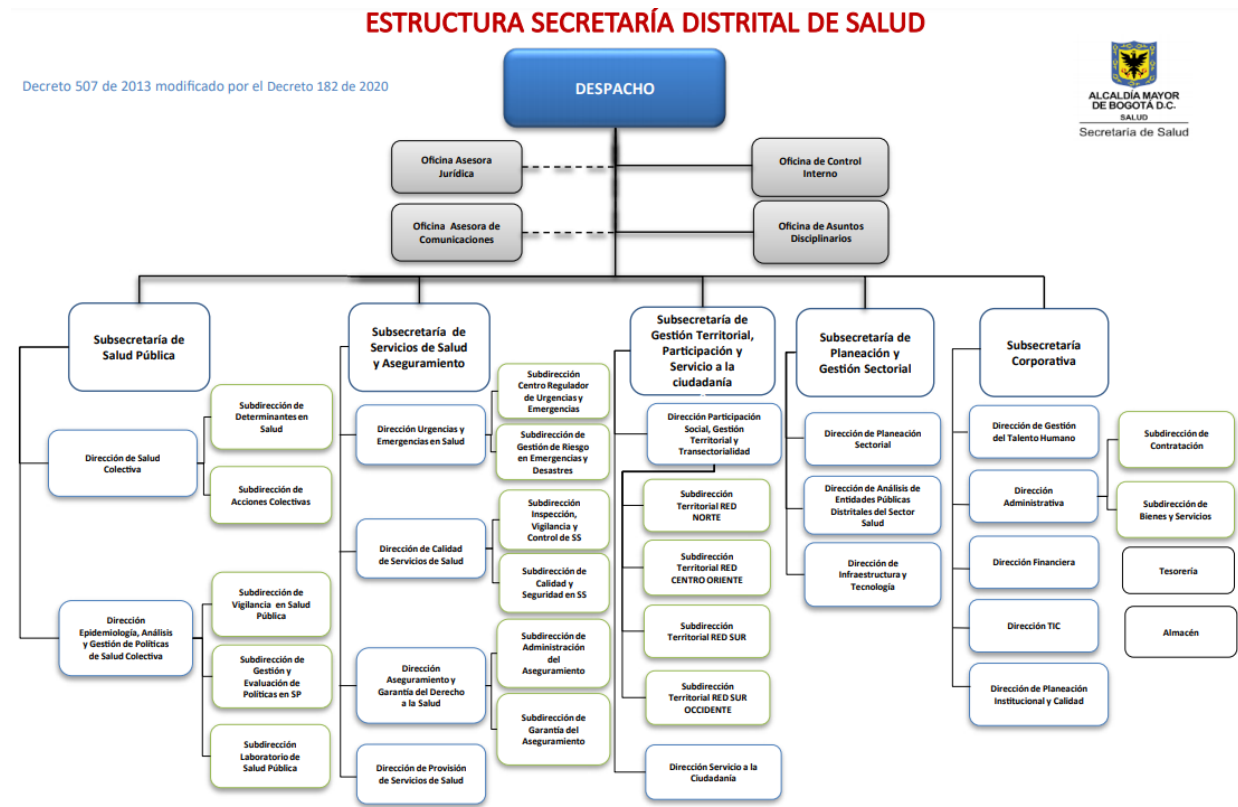 ESTRUCTURA SECRETARÍA DISTRITAL DE SALUD
Decreto 507 de 2013 modificado por el Decreto 182 de 2020
ALCALDÍA MAYOR
DE BOGOTÁ D.C.
SALUD
Secretaría de Salud
DESPACHO
Oficina Asesora
Jurídica
Oficina de Control
Interno
Oficina Asesora de
Comunicaciones
Oficina de Asuntos
Disciplinarios
Subsecretaría de
Salud Pública
Dirección de Salud
Colectiva
Subdirección de
Determinantes en
Salud
Subdirección de
Acciones Colectivas
Dirección
Epidemiología, Análisis
y Gestión de Políticas
de Salud Colectiva
Subdirección de
Vigilancia en Salud
Pública
Subdirección de
Gestión y
Evaluación de
Políticas en SP
Subdirección
Laboratorio de
Salud Pública
Subsecretaría de
Servicios de Salud
y Aseguramiento
Dirección Urgencias y
Emergencias en Salud
Subdirección
Centro Regulador
de Urgencias y
Emergencias
Subdirección de
Gestión de Riesgo
en Emergencias y
Desastres
Dirección de Calidad
de Servicios de Salud
Subdirección
Inspección,
Vigilancia y
Control de SS
Subdirección de
Calidad y
Seguridad en SS
Dirección
Aseguramiento y
Garantía del Derecho
a la Salud
Subdirección de
Administración
del
Aseguramiento
Subdirección de
Garantía del
Aseguramiento
Dirección de Provisión
de Servicios de Salud
Subsecretaría de
Gestión Territorial,
Participación y
Servicio a la
ciudadanía
Dirección Participación
Social, Gestión
Territorial y
Transectorialidad
Subdirección
Territorial RED
NORTE
Subdirección
Territorial RED
CENTRO ORIENTE
Subdirección
Territorial RED SUR
Subdirección
Territorial RED SUR
OCCIDENTE
Dirección Servicio a la
Ciudadanía
Subsecretaría de
Planeación y
Gestión Sectorial
Dirección de Planeación
Sectorial
Dirección de Análisis de
Entidades Públicas
Distritales del Sector
Salud
Dirección de
Infraestructura y
Tecnología
Subsecretaría
Corporativa
Dirección de Gestión
del Talento Humano
Dirección
Administrativa
Subdirección de
Contratación
Subdirección de
Bienes y Servicios
Dirección Financiera
Tesorería
Dirección TIC
Almacén
Dirección de Planeación
Institucional y Calidad